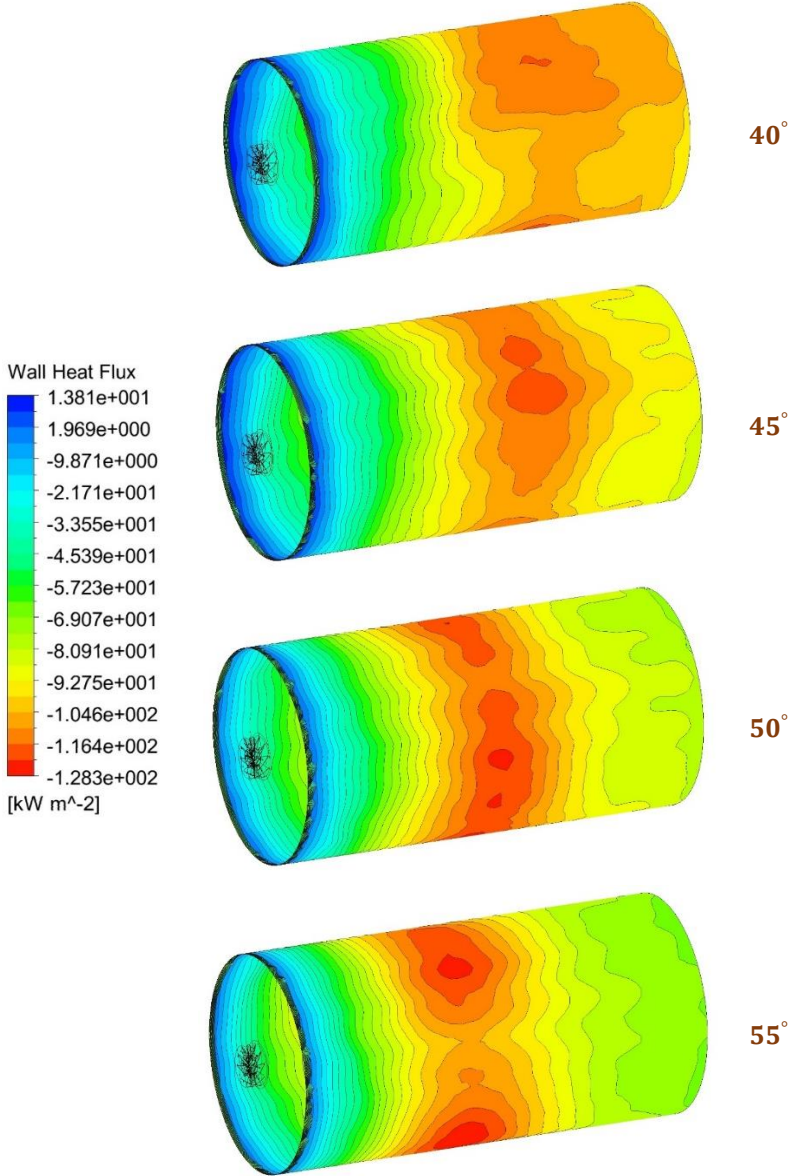 40°
45°
Wall Heat Flux
1.381e+001
1.969e+000
-9.871e+000
-2.171e+001
-3.355e+001
-4.539e+001
-5.723e+001
-6.907e+001
-8.091e+001
-9.275e+001
-1.046e+002
-1.164e+002
-1.283e+002
[kW m^-2]
50°
55°